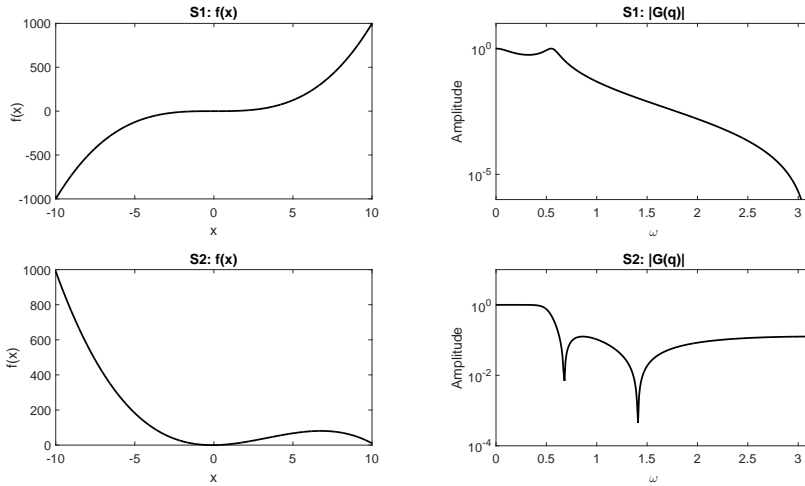 S1: f(x)
1000
500
0
-500
-1000
f(x)
-10 -5 0 5 10
x
S1: |G(q)|
10^0
10^-5
Amplitude
0 0.5 1 1.5 2 2.5 3
ω
S2: f(x)
1000
800
600
400
200
0
f(x)
-10 -5 0 5 10
x
S2: |G(q)|
10^0
10^-2
10^-4
Amplitude
0 0.5 1 1.5 2 2.5 3
ω